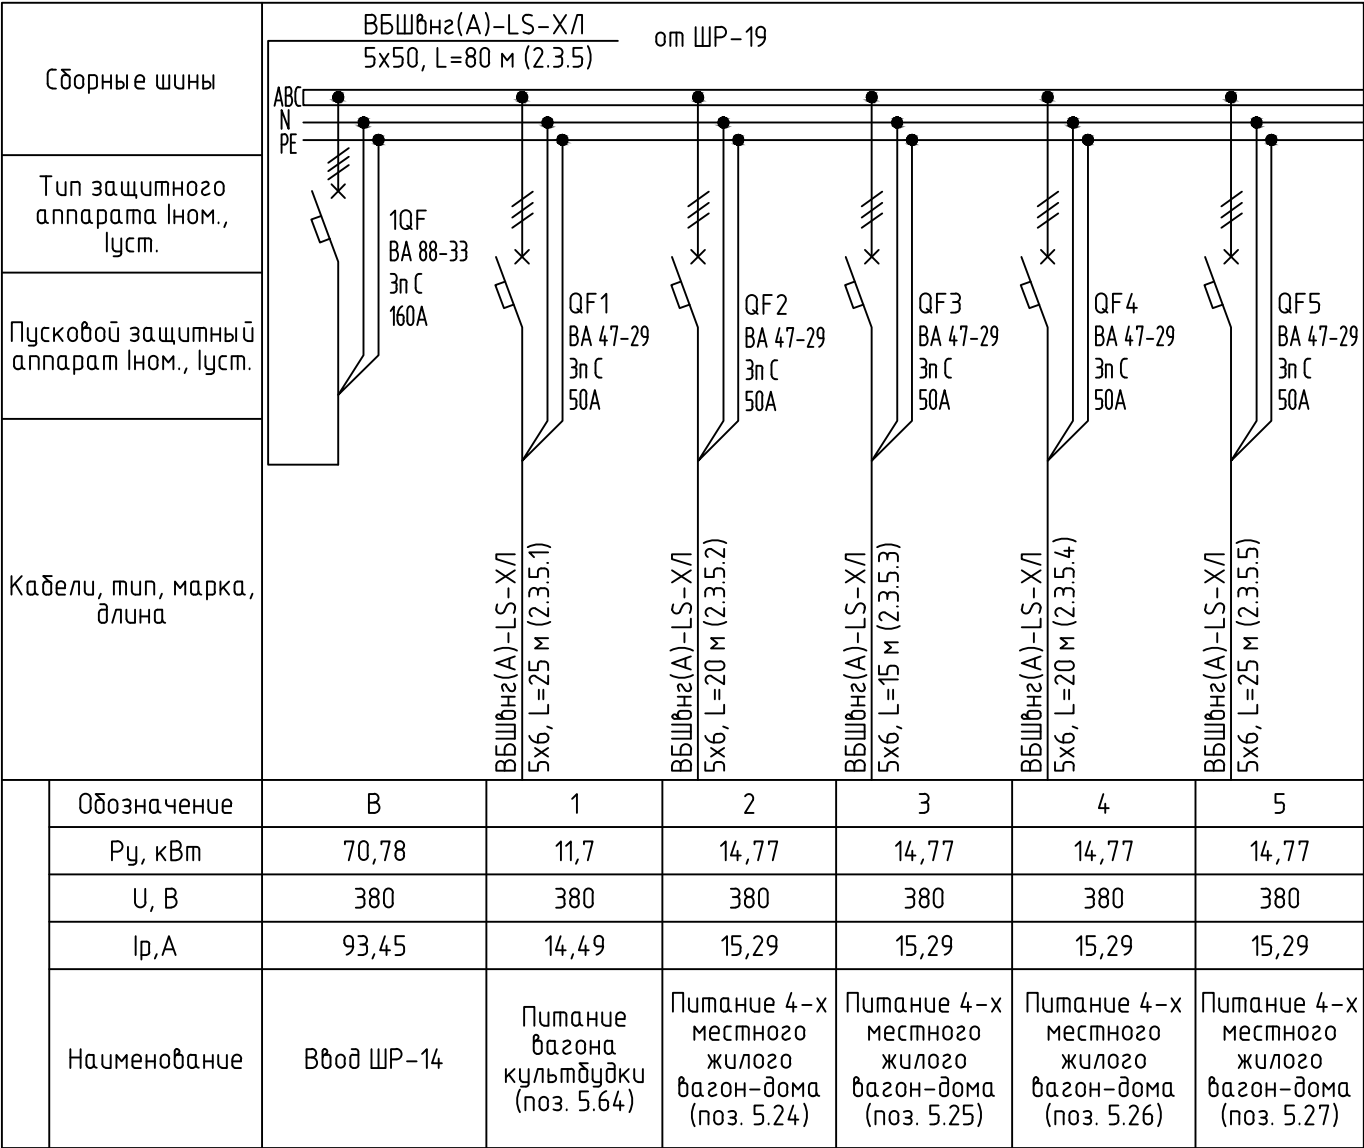 ВБШвнг(А)-LS-ХЛ
5х50, L=80 м (2.3.5)
от ШР-19
Сборные шины
ABC
N
PE
Тип защитного
аппарата Iном.,
Iуст.
1QF
ВА 88-33
3п С
160А
Пусковой защитный
аппарат Iном., Iуст.
QF1
ВА 47-29
3п С
50А
QF2
ВА 47-29
3п С
50А
QF3
ВА 47-29
3п С
50А
QF4
ВА 47-29
3п С
50А
QF5
ВА 47-29
3п С
50А
Кабели, тип, марка,
длина
ВБШвнг(А)-LS-ХЛ
5х6, L=25 м (2.3.5.1)
ВБШвнг(А)-LS-ХЛ
5х6, L=20 м (2.3.5.2)
ВБШвнг(А)-LS-ХЛ
5х6, L=15 м (2.3.5.3)
ВБШвнг(А)-LS-ХЛ
5х6, L=20 м (2.3.5.4)
ВБШвнг(А)-LS-ХЛ
5х6, L=25 м (2.3.5.5)
Обозначение В 1 2 3 4 5
Ру, кВт 70,78 11,7 14,77 14,77 14,77 14,77
U, В 380 380 380 380 380 380
Iр,А 93,45 14,49 15,29 15,29 15,29 15,29
Наименование
Ввод ШР-14
Питание
вагона
культбудки
(поз. 5.64)
Питание 4-х
местного
жилого
вагон-дома
(поз. 5.24)
Питание 4-х
местного
жилого
вагон-дома
(поз. 5.25)
Питание 4-х
местного
жилого
вагон-дома
(поз. 5.26)
Питание 4-х
местного
жилого
вагон-дома
(поз. 5.27)